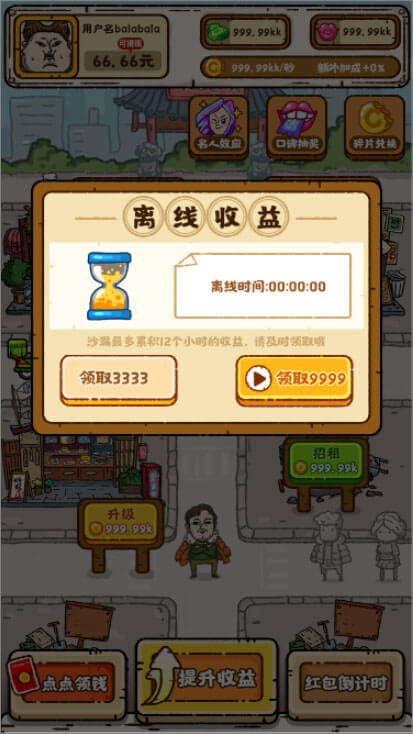 用户名balabala
可提现
66.66元
999.99kk
999.99kk
999.99kk/秒
额外加成+0%
名人效应
口碑抽奖
碎片兑换
离线收益
离线时间:00:00:00
沙漏最多累积12个小时的收益，请及时领取哦
领取3333
领取9999
招租
999.99k
升级
999.99k
点点领钱
提升收益
红包倒计时